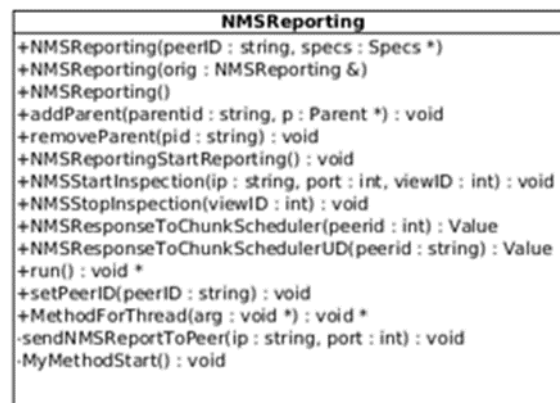 NMSReporting
+NMSReporting(peerID : string, specs : Specs *)
+NMSReporting(orig : NMSReporting &)
+NMSReporting()
+addParent(parentid : string, p : Parent *) : void
+removeParent(pid : string) : void
+NMSReportingStartReporting() : void
+NMSStartInspection(ip : string, port : int, viewID : int) : void
+NMSStopInspection(viewID : int) : void
+NMSResponseToChunkScheduler(peerid : int) : Value
+NMSResponseToChunkSchedulerUD(peerid : string) : Value
+run() : void *
+setPeerID(peerID : string) : void
+MethodForThread(arg : void *) : void *
-sendNMSReportToPeer(ip : string, port : int) : void
-MyMethodStart() : void